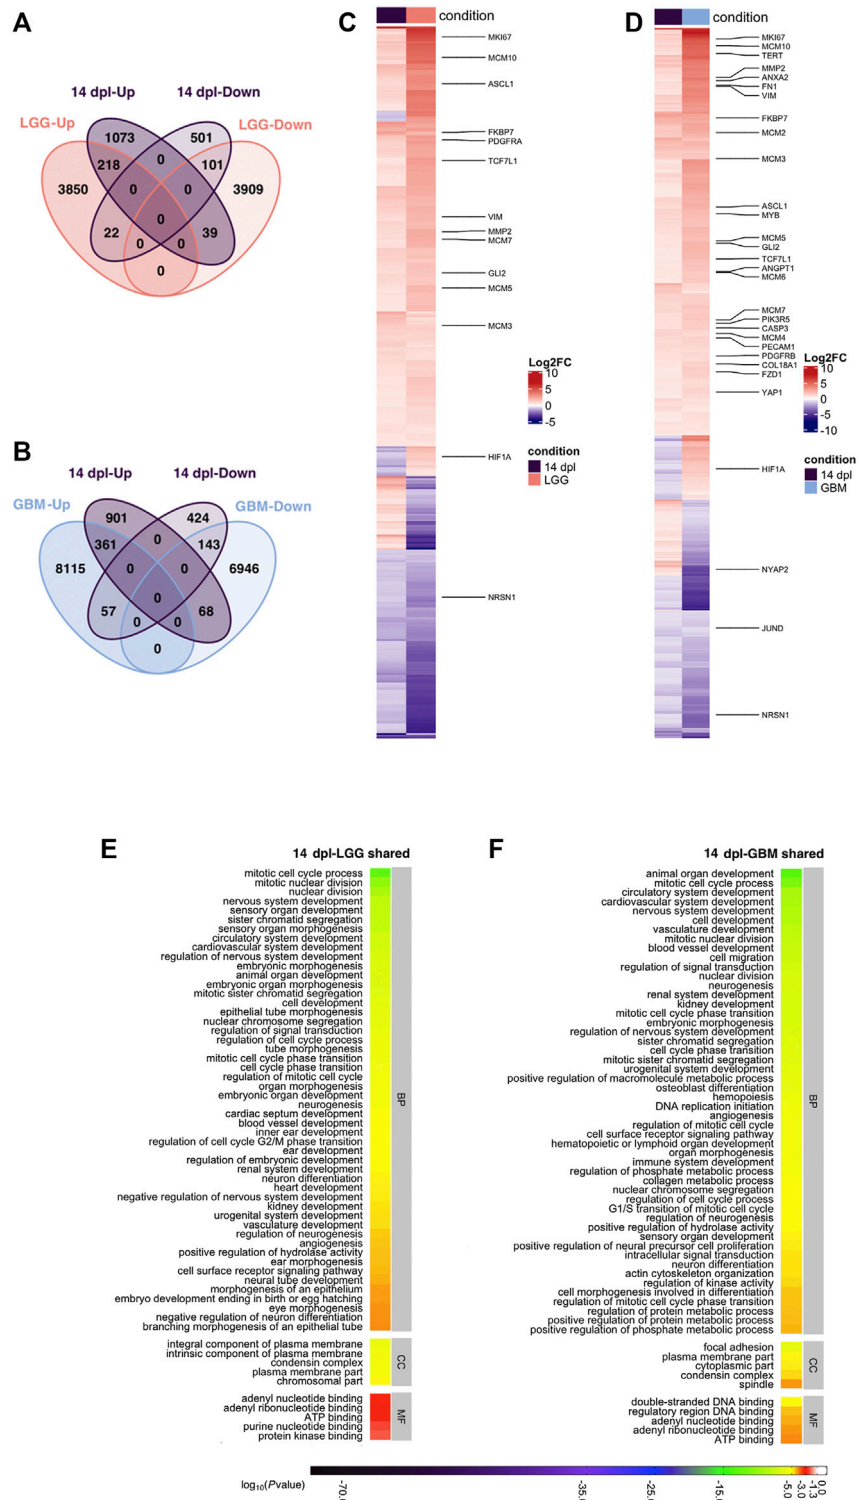 A
14 dpl-Up 14 dpl-Down
LGG-Up LGG-Down
1073 501
218 0 101
3850 0 0 3909
0
22 0 0 39
0
B
14 dpl-Up 14 dpl-Down
GBM-Up GBM-Down
901 424
361 0 143
8115 0 0 6946
0
57 0 0 68
0
C
condition
MKI67
MCM10
ASCL1
FKBP7
PDGFRA
TCF7L1
VIM
MMP2
MCM7
GLI2
MCM5
MCM3
HIF1A
NRSN1
Log2FC
10
5
0
-5
condition
14 dpl
LGG
D
condition
MKI67
MCM10
TERT
MMP2
ANXA2
FN1
VIM
FKBP7
MCM2
MCM3
ASCL1
MYB
MCM5
GLI2
TCF7L1
ANGPT1
MCM6
MCM7
PIK3R5
CASP3
MCM4
PECAM1
PDGFRB
COL18A1
FZD1
YAP1
HIF1A
NYAP2
JUND
NRSN1
Log2FC
10
5
0
-5
-10
condition
14 dpl
GBM
E
14 dpl-LGG shared
mitotic cell cycle process
mitotic nuclear division
nuclear division
nervous system development
sensory organ development
sister chromatid segregation
sensory organ morphogenesis
circulatory system development
cardiovascular system development
regulation of nervous system development
embryonic morphogenesis
animal organ development
embryonic organ morphogenesis
mitotic sister chromatid segregation
cell development
epithelial tube morphogenesis
nuclear chromosome segregation
regulation of signal transduction
regulation of cell cycle process
tube morphogenesis
mitotic cell cycle phase transition
cell cycle phase transition
regulation of mitotic cell cycle
organ morphogenesis
embryonic organ development
neurogenesis
cardiac septum development
blood vessel development
inner ear development
regulation of cell cycle G2/M phase transition
ear development
regulation of embryonic development
renal system development
neuron differentiation
heart development
negative regulation of nervous system development
kidney development
urogenital system development
vasculature development
regulation of neurogenesis
angiogenesis
positive regulation of hydrolase activity
ear morphogenesis
cell surface receptor signaling pathway
neural tube development
morphogenesis of an epithelium
embryo development ending in birth or egg hatching
eye morphogenesis
negative regulation of neuron differentiation
branching morphogenesis of an epithelial tube
BP
integral component of plasma membrane
intrinsic component of plasma membrane
condensin complex
plasma membrane part
chromosomal part
CC
adenyl nucleotide binding
adenyl ribonucleotide binding
ATP binding
purine nucleotide binding
protein kinase binding
MF
F
14 dpl-GBM shared
animal organ development
mitotic cell cycle process
circulatory system development
cardiovascular system development
nervous system development
cell development
vasculature development
mitotic nuclear division
blood vessel development
cell migration
regulation of signal transduction
nuclear division
neurogenesis
renal system development
kidney development
mitotic cell cycle phase transition
embryonic morphogenesis
regulation of nervous system development
sister chromatid segregation
cell cycle phase transition
mitotic sister chromatid segregation
urogenital system development
positive regulation of macromolecule metabolic process
osteoblast differentiation
hemopoiesis
DNA replication initiation
angiogenesis
regulation of mitotic cell cycle
cell surface receptor signaling pathway
hematopoietic or lymphoid organ development
organ morphogenesis
immune system development
regulation of phosphate metabolic process
collagen metabolic process
nuclear chromosome segregation
regulation of cell cycle process
G1/S transition of mitotic cell cycle
regulation of neurogenesis
positive regulation of hydrolase activity
sensory organ development
positive regulation of neural precursor cell proliferation
intracellular signal transduction
neuron differentiation
actin cytoskeleton organization
regulation of kinase activity
cell morphogenesis involved in differentiation
regulation of mitotic cell cycle phase transition
regulation of protein metabolic process
positive regulation of protein metabolic process
positive regulation of phosphate metabolic process
BP
focal adhesion
plasma membrane part
cytoplasmic part
condensin complex
spindle
CC
double-stranded DNA binding
regulatory region DNA binding
adenyl nucleotide binding
adenyl ribonucleotide binding
ATP binding
MF
log10(Pvalue)
-70.0 -35.0 -25.0 -15.0 -5.0 -3.0 -1.3 0.0